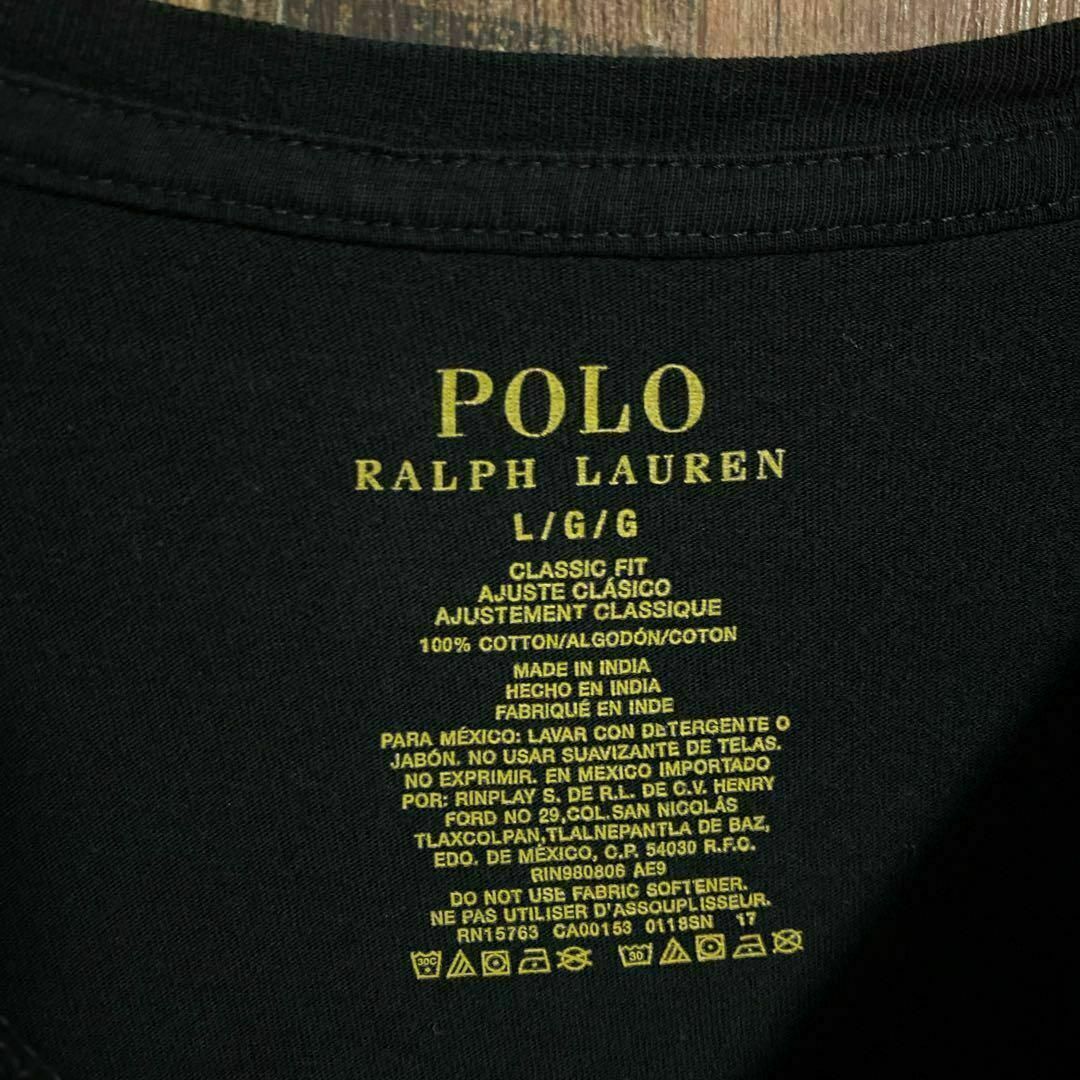 POLO
RALPH LAUREN
L/G/G
CLASSIC FIT
AJUSTE CLÁSICO
AJUSTEMENT CLASSIQUE
100% COTTON/ALGODÓN/COTON
MADE IN INDIA
HECHO EN INDIA
FABRIQUÉ EN INDE
PARA MÉXICO: LAVAR CON DETERGENTE O
JABÓN. NO USAR SUAVIZANTE DE TELAS.
NO EXPRIMIR. EN MEXICO IMPORTADO
POR: RINPLAY S. DE R.L. DE C.V. HENRY
FORD NO 29,COL.SAN NICOLÁS
TLAXCOLPAN,TLALNEPANTLA DE BAZ,
EDO. DE MÉXICO, C.P. 54030 R.F.C.
RIN980806 AE9
DO NOT USE FABRIC SOFTENER.
NE PAS UTILISER D'ASSOUPLISSEUR.
RN15763 CA00153 0118SN 17
30C 30